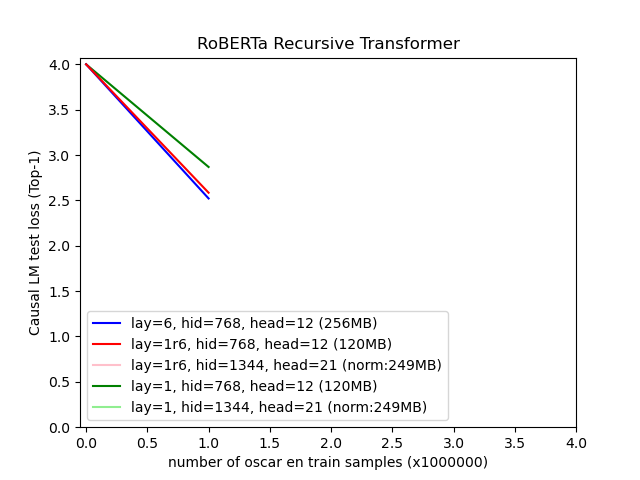 RoBERTa Recursive Transformer
Causal LM test loss (Top-1)
4.0
3.5
3.0
2.5
2.0
1.5
1.0
0.5
0.0
lay=6, hid=768, head=12 (256MB)
lay=1r6, hid=768, head=12 (120MB)
lay=1r6, hid=1344, head=21 (norm:249MB)
lay=1, hid=768, head=12 (120MB)
lay=1, hid=1344, head=21 (norm:249MB)
0.0 0.5 1.0 1.5 2.0 2.5 3.0 3.5 4.0
number of oscar en train samples (x1000000)